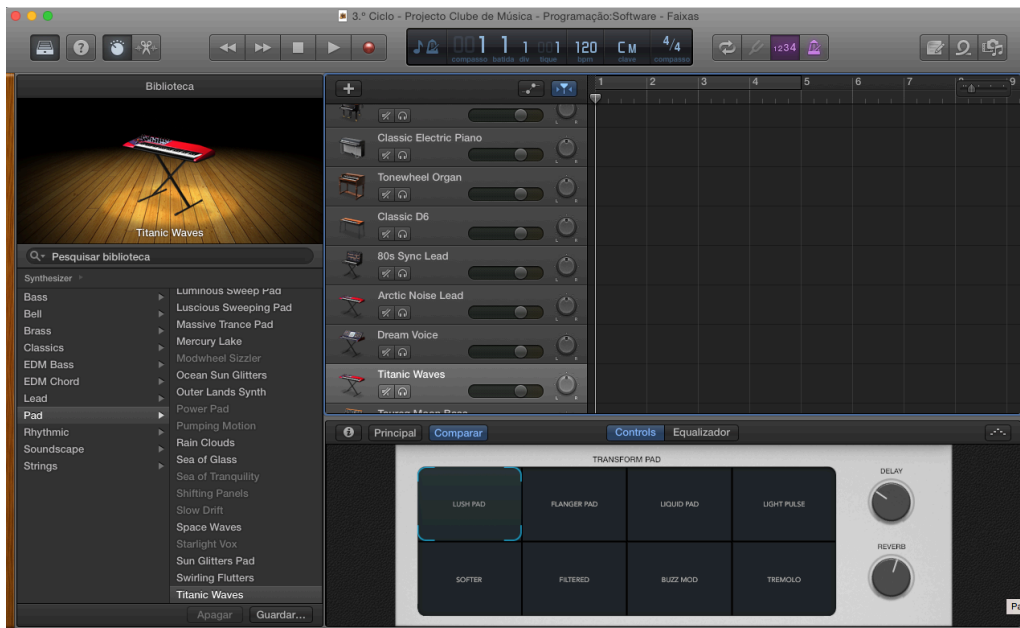 3.º Ciclo - Projecto Clube de Música - Programação:Software - Faixas
001 1 1 001 120 C M 4/4
compasso batida div tique bpm clave compasso
1234
Biblioteca
Titanic Waves
Pesquisar biblioteca
Synthesizer
Bass
Bell
Brass
Classics
EDM Bass
EDM Chord
Lead
Pad
Rhythmic
Soundscape
Strings
Luminous Sweep Pad
Luscious Sweeping Pad
Massive Trance Pad
Mercury Lake
Modwheel Sizzler
Ocean Sun Glitters
Outer Lands Synth
Power Pad
Pumping Motion
Rain Clouds
Sea of Glass
Sea of Tranquility
Shifting Panels
Slow Drift
Space Waves
Starlight Vox
Sun Glitters Pad
Swirling Flutters
Titanic Waves
Apagar Guardar...
1 2 3 4 5 6 7 9
Classic Electric Piano
Tonewheel Organ
Classic D6
80s Sync Lead
Arctic Noise Lead
Dream Voice
Titanic Waves
Principal Comparar Controls Equalizador
TRANSFORM PAD
LUSH PAD FLANGER PAD LIQUID PAD LIGHT PULSE
SOFTER FILTERED BUZZ MOD TREMOLO
DELAY
REVERB